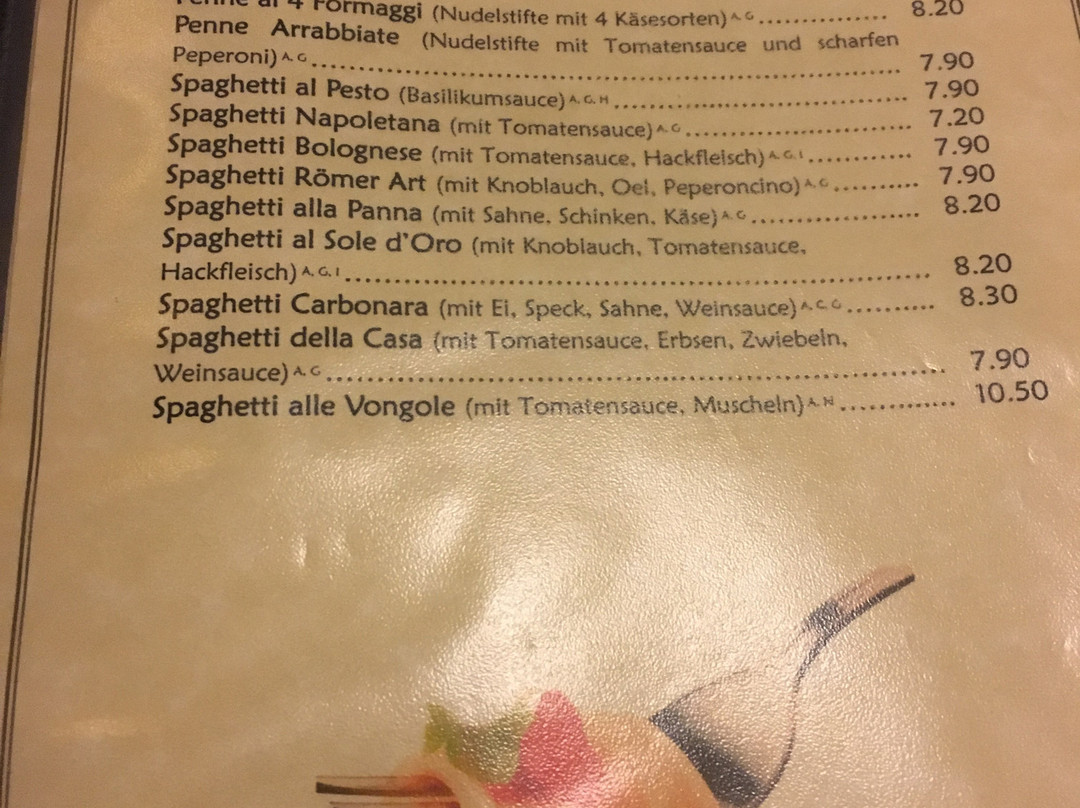 Penne ai 4 Formaggi (Nudelstifte mit 4 Käsesorten) A, G .............. 8.20
Penne Arrabbiate (Nudelstifte mit Tomatensauce und scharfen
Peperoni) A, G ............................................................ 7.90
Spaghetti al Pesto (Basilikumsauce) A, G, H .............................. 7.90
Spaghetti Napoletana (mit Tomatensauce) A, G ....................... 7.20
Spaghetti Bolognese (mit Tomatensauce, Hackfleisch) A, G, I ............ 7.90
Spaghetti Römer Art (mit Knoblauch, Oel, Peperoncino) A, G .......... 7.90
Spaghetti alla Panna (mit Sahne, Schinken, Käse) A, G ................. 8.20
Spaghetti al Sole d'Oro (mit Knoblauch, Tomatensauce,
Hackfleisch) A, G, I ........................................................ 8.20
Spaghetti Carbonara (mit Ei, Speck, Sahne, Weinsauce) A, C, G .......... 8.30
Spaghetti della Casa (mit Tomatensauce, Erbsen, Zwiebeln,
Weinsauce) A, G ............................................................ 7.90
Spaghetti alle Vongole (mit Tomatensauce, Muscheln) A, N ............ 10.50